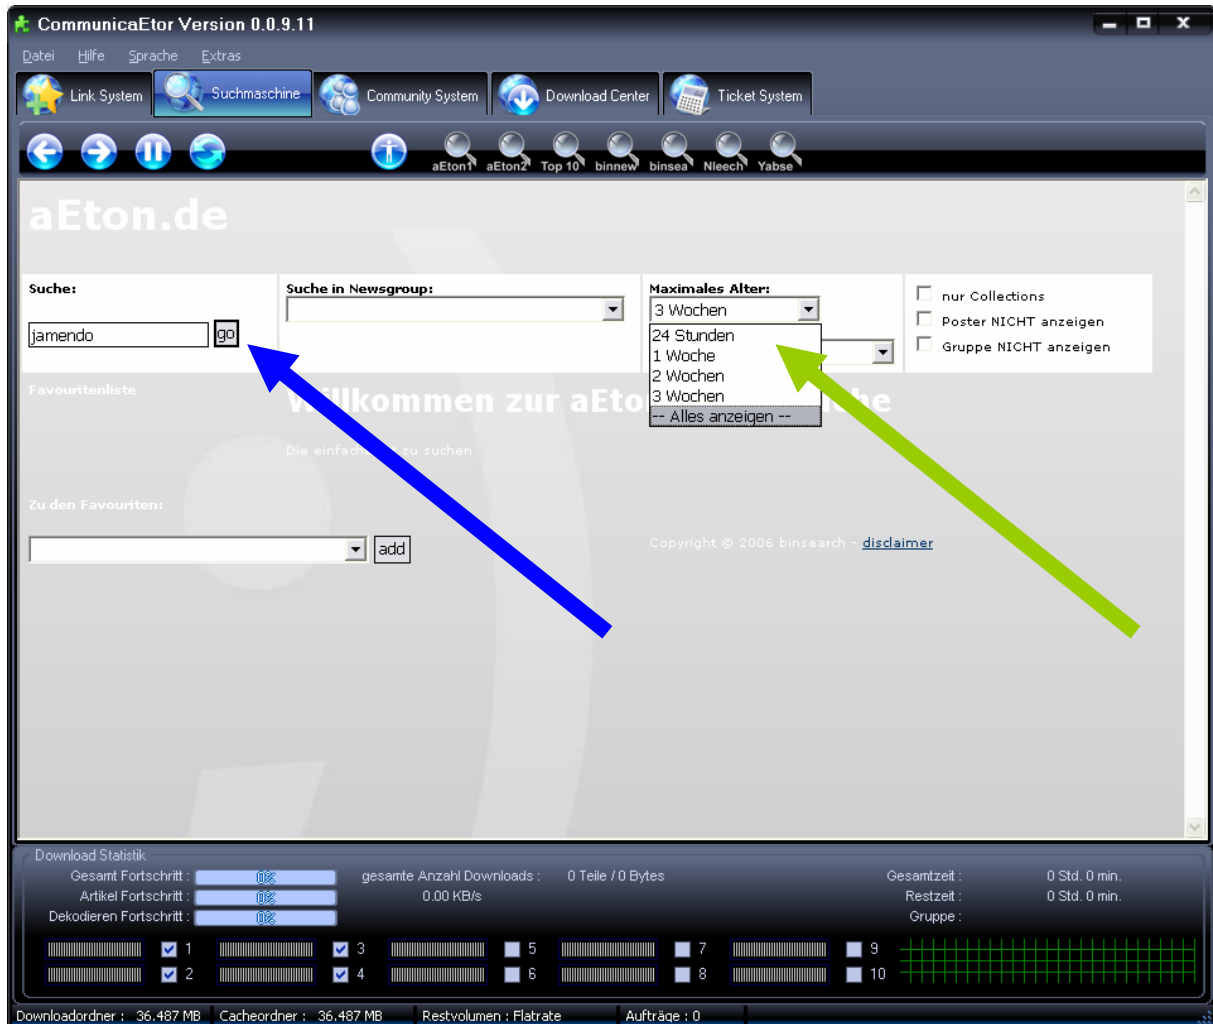 CommunicaEtor Version 0.0.9.11
Datei Hilfe Sprache Extras
Link System Suchmaschine Community System Download Center Ticket System
aEton1 aEton2 Top 10 binnew binsea Nleech Yabse
aEton.de
Suche: Suche in Newsgroup: Maximales Alter:
3 Wochen
nur Collections
jamendo go
24 Stunden
Poster NICHT anzeigen
1 Woche
Gruppe NICHT anzeigen
2 Wochen
3 Wochen
-- Alles anzeigen --
Favouritenliste
zur
Die zu suchen
Zu den Favouriten:
add
Copyright © 2006 binsearch - disclaimer
Download Statistik
Gesamt Fortschritt : 0% gesamte Anzahl Downloads : 0 Teile / 0 Bytes Gesamtzeit : 0 Std. 0 min.
Artikel Fortschritt : 0% 0.00 KB/s Restzeit : 0 Std. 0 min.
Dekodieren Fortschritt : 0% Gruppe :
1 3 5 7 9
2 4 6 8 10
Downloadordner : 36.487 MB Cacheordner : 36.487 MB Restvolumen : Flatrate Aufträge : 0